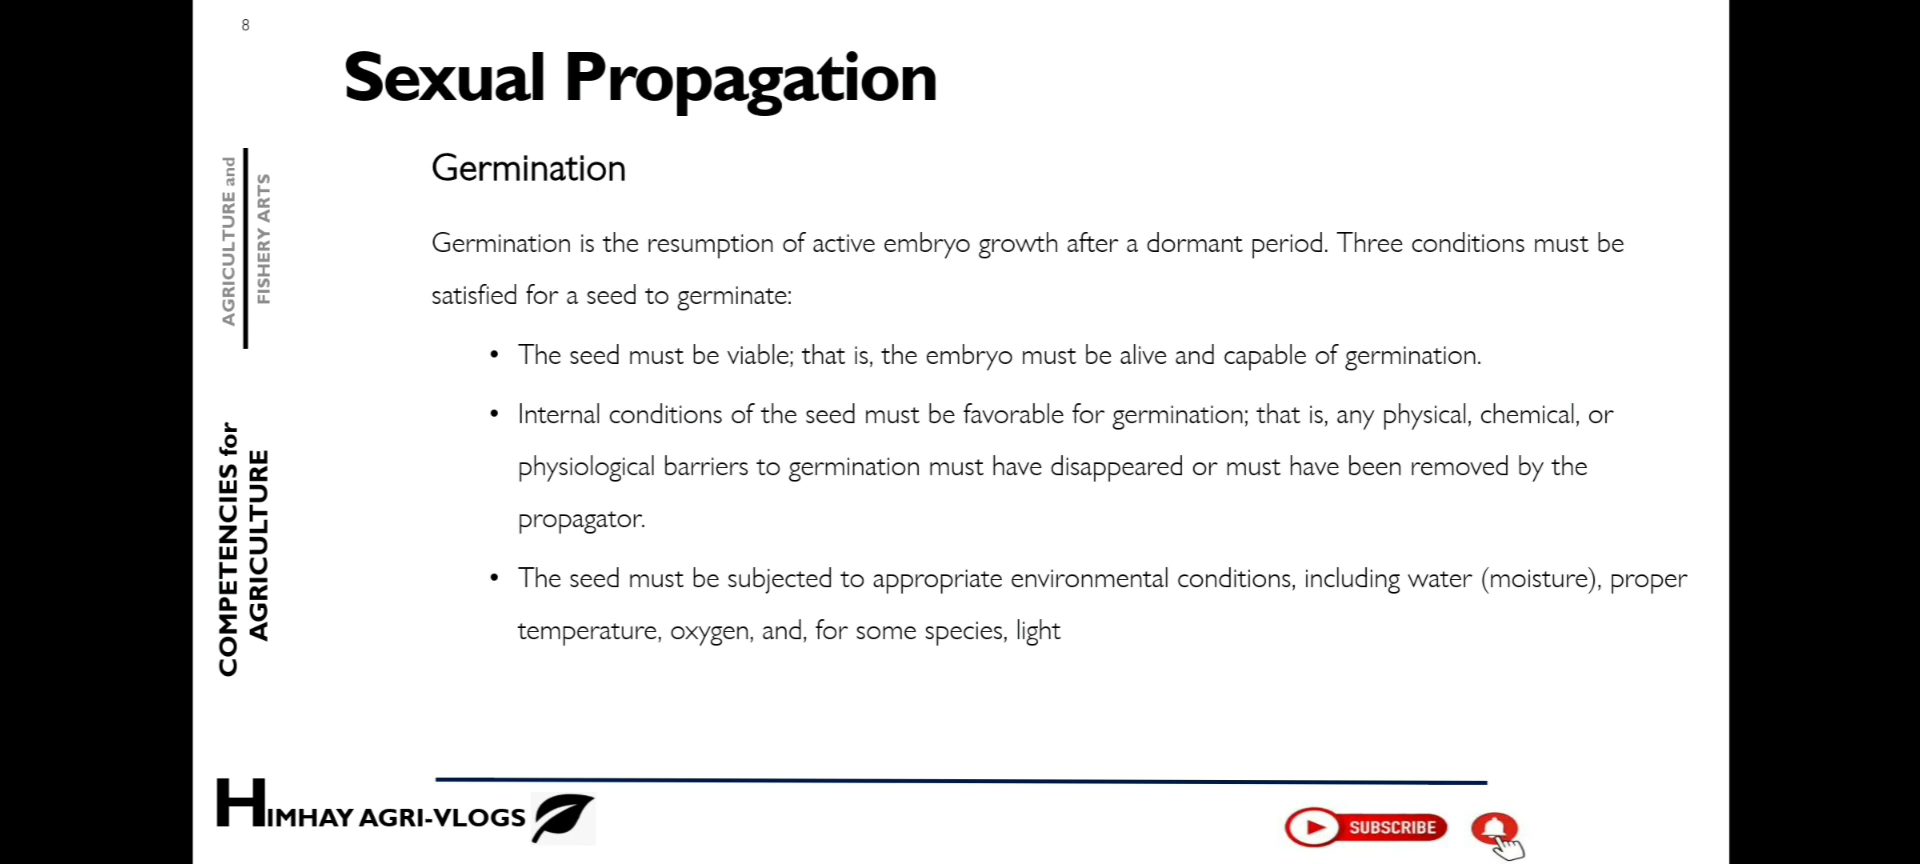 8
Sexual Propagation
AGRICULTURE and
FISHERY ARTS
Germination
Germination is the resumption of active embryo growth after a dormant period. Three conditions must be
satisfied for a seed to germinate:
• The seed must be viable; that is, the embryo must be alive and capable of germination.
• Internal conditions of the seed must be favorable for germination; that is, any physical, chemical, or
physiological barriers to germination must have disappeared or must have been removed by the
propagator.
• The seed must be subjected to appropriate environmental conditions, including water (moisture), proper
temperature, oxygen, and, for some species, light
COMPETENCIES for
AGRICULTURE
HIMHAY AGRI-VLOGS
SUBSCRIBE